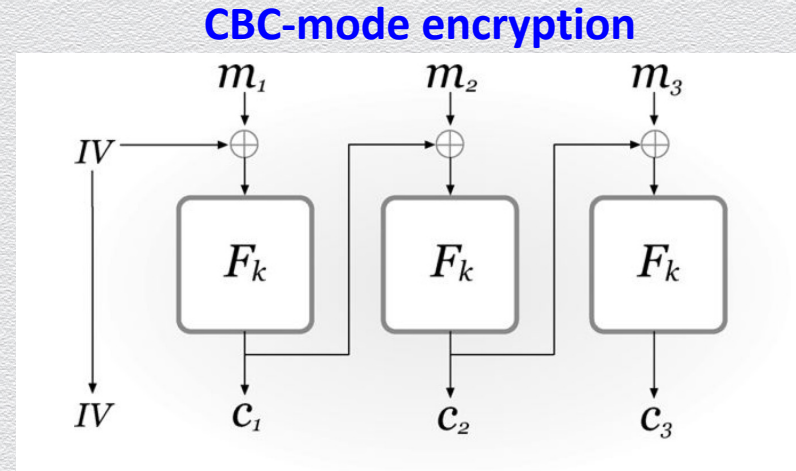 CBC-mode encryption
m₁ m₂ m₃
IV
Fₖ Fₖ Fₖ
IV c₁ c₂ c₃